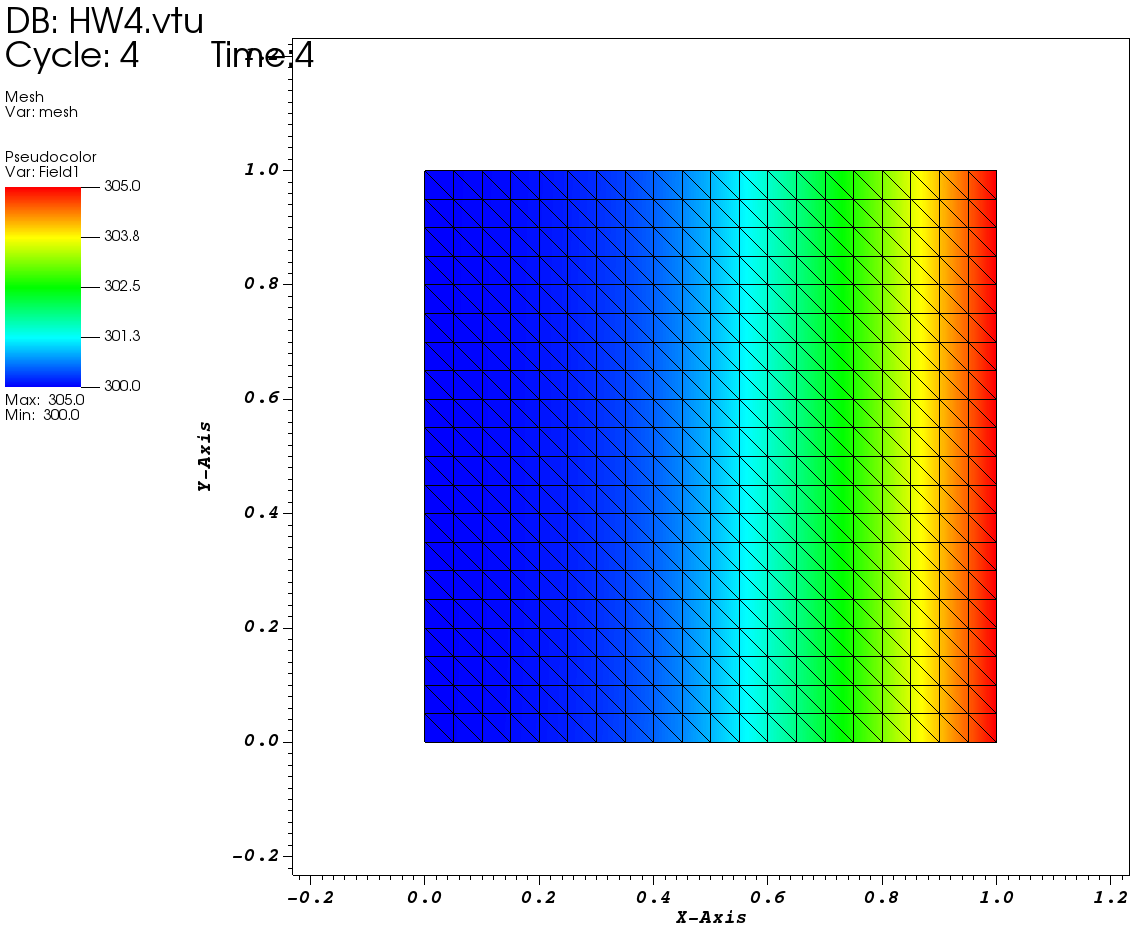 DB: HW4.vtu
Cycle: 4 Time:4
Mesh
Var: mesh
Pseudocolor
Var: Field1
305.0
303.8
302.5
301.3
300.0
Max: 305.0
Min: 300.0
1.2
1.0
0.8
0.6
0.4
0.2
0.0
-0.2
Y-Axis
-0.2 0.0 0.2 0.4 0.6 0.8 1.0 1.2
X-Axis